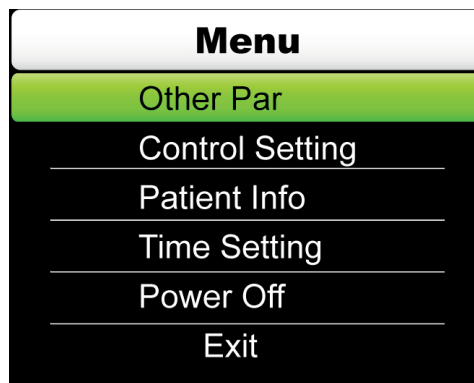 Menu
Other Par
Control Setting
Patient Info
Time Setting
Power Off
Exit